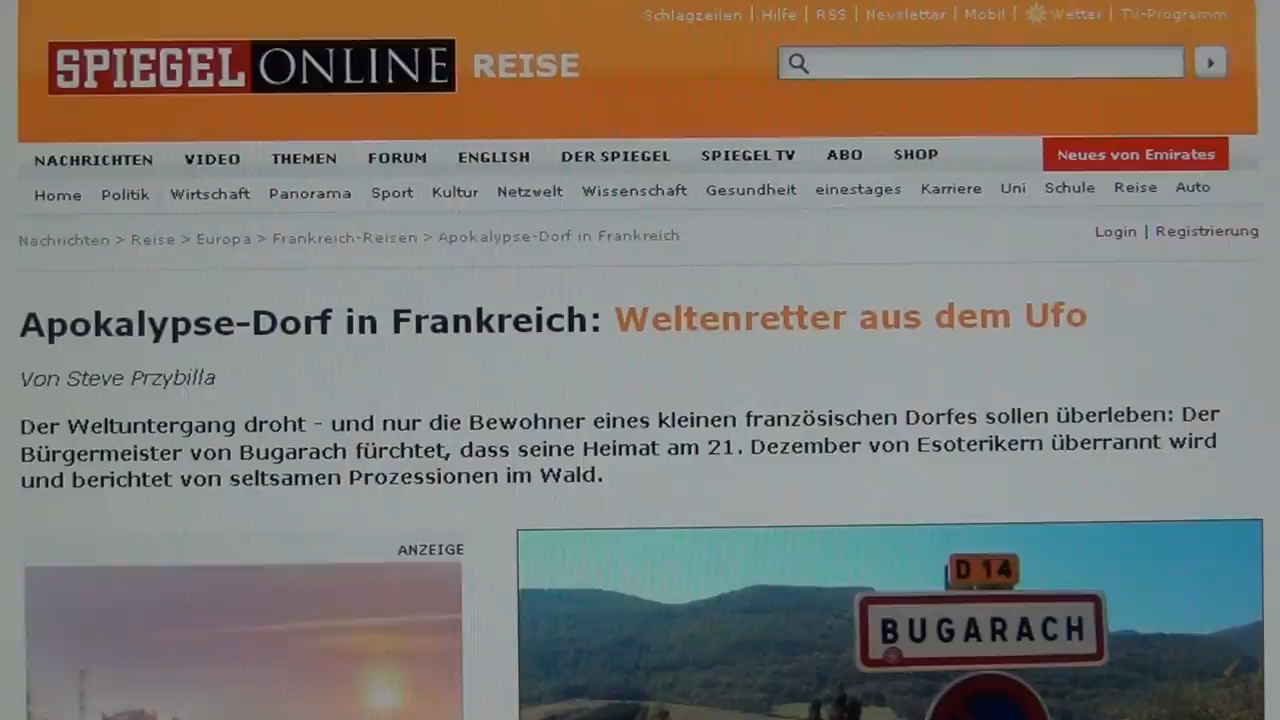 Schlagzeilen | Hilfe | RSS | Newsletter | Mobil | Wetter | TV-Programm
SPIEGEL ONLINE REISE
NACHRICHTEN VIDEO THEMEN FORUM ENGLISH DER SPIEGEL SPIEGEL TV ABO SHOP Neues von Emirates
Home Politik Wirtschaft Panorama Sport Kultur Netzwelt Wissenschaft Gesundheit einestages Karriere Uni Schule Reise Auto
Nachrichten > Reise > Europa > Frankreich-Reisen > Apokalypse-Dorf in Frankreich
Login | Registrierung
Apokalypse-Dorf in Frankreich: Weltenretter aus dem Ufo
Von Steve Przybilla
Der Weltuntergang droht - und nur die Bewohner eines kleinen französischen Dorfes sollen überleben: Der
Bürgermeister von Bugarach fürchtet, dass seine Heimat am 21. Dezember von Esoterikern überrannt wird
und berichtet von seltsamen Prozessionen im Wald.
ANZEIGE
D 14
BUGARACH